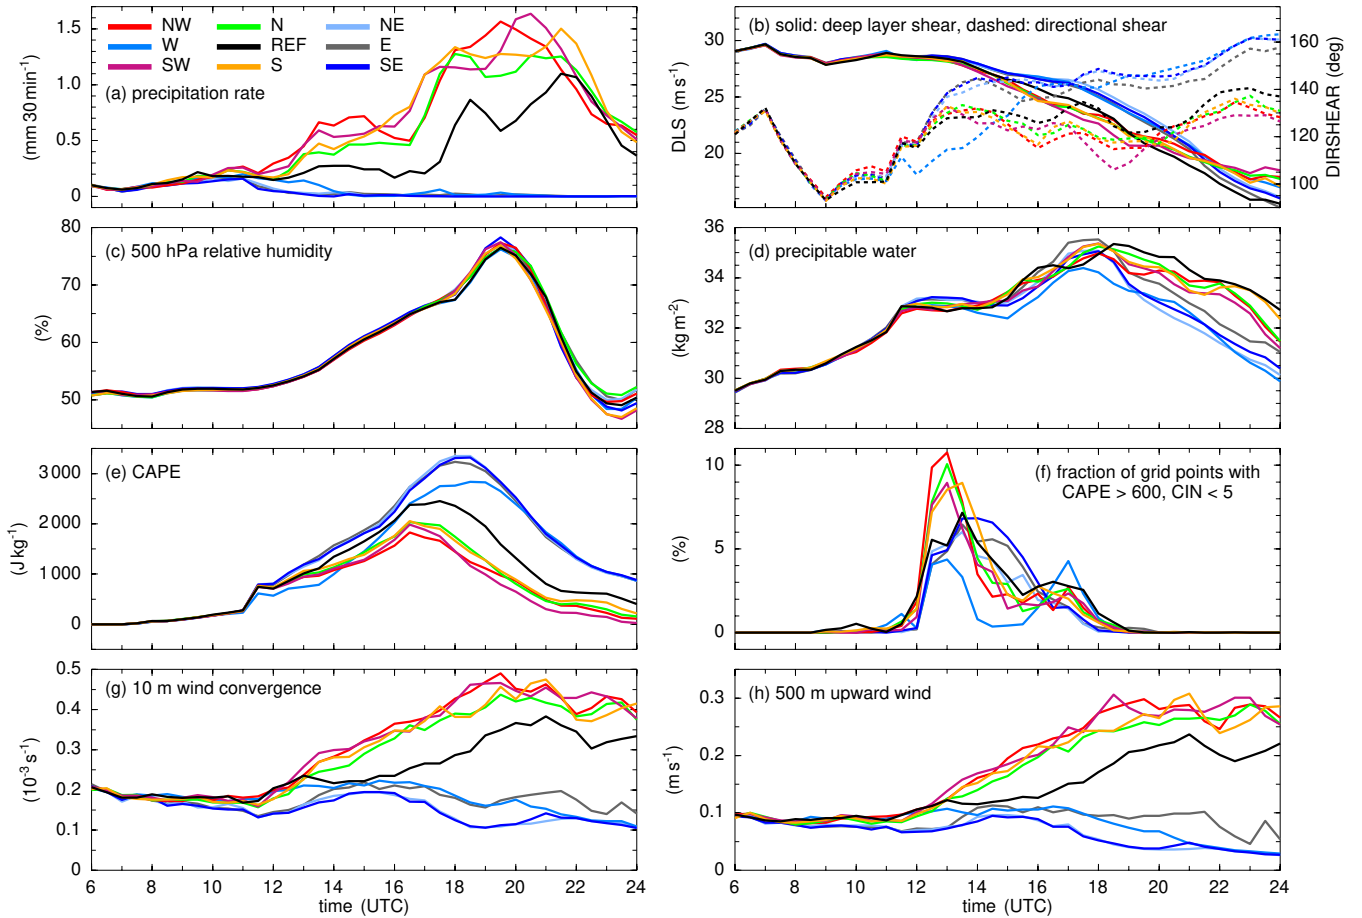 NW
N
NE
W
REF
E
SW
S
SE
(a) precipitation rate
(mm 30 min-1)
1.5
1.0
0.5
0
(b) solid: deep layer shear, dashed: directional shear
DLS (m s-1)
30
28
25
22
20
DIRSHEAR (deg)
160
140
120
100
(c) 500 hPa relative humidity
(%)
80
70
60
50
(d) precipitable water
(kg m-2)
36
35
32
30
28
(e) CAPE
(J kg-1)
3000
2000
1000
0
(f) fraction of grid points with
CAPE > 600, CIN < 5
(%)
10
5
0
(g) 10 m wind convergence
(10-3 s-1)
0.5
0.4
0.3
0.2
0.1
0
6 8 10 12 14 16 18 20 22 24
time (UTC)
(h) 500 m upward wind
(m s-1)
0.3
0.2
0.1
0
6 8 10 12 14 16 18 20 22 24
time (UTC)